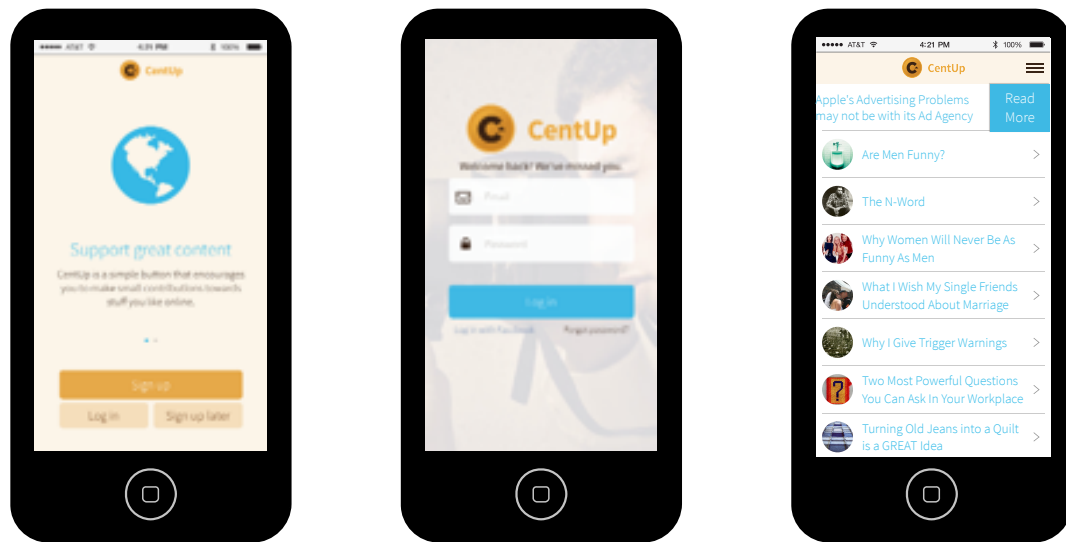 AT&T 4:21 PM 100%
CentUp
Support great content
CentUp is a simple button that encourages
you to make small contributions towards
stuff you like online.
Sign up
Log in Sign up later
CentUp
Welcome back! We've missed you.
Email
Password
Log in
Log in with Facebook Forgot password?
AT&T 4:21 PM 100%
CentUp
Apple's Advertising Problems
may not be with its Ad Agency
Read
More
Are Men Funny?
The N-Word
Why Women Will Never Be As
Funny As Men
What I Wish My Single Friends
Understood About Marriage
Why I Give Trigger Warnings
Two Most Powerful Questions
You Can Ask In Your Workplace
Turning Old Jeans into a Quilt
is a GREAT Idea